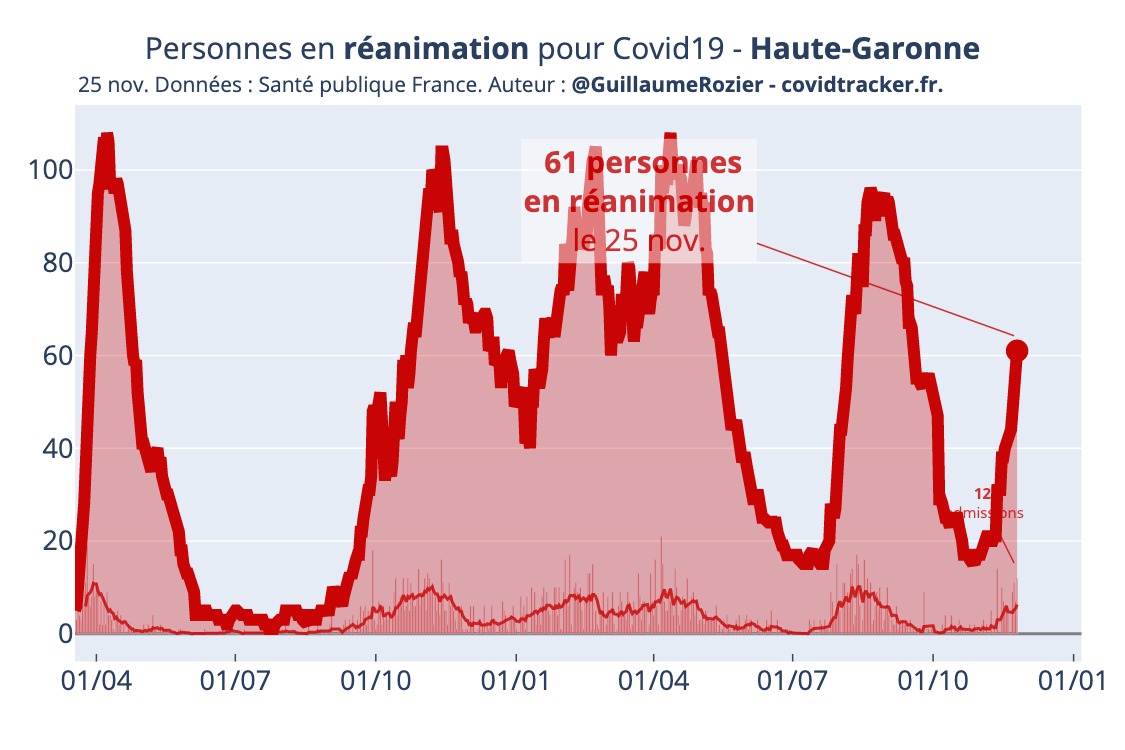 Personnes en réanimation pour Covid19 - Haute-Garonne
25 nov. Données : Santé publique France. Auteur : @GuillaumeRozier - covidtracker.fr.
61 personnes
en réanimation
le 25 nov.
100
80
60
40
20
0
12
01/04 01/07 01/10 01/01 01/04 01/07 01/10 01/01